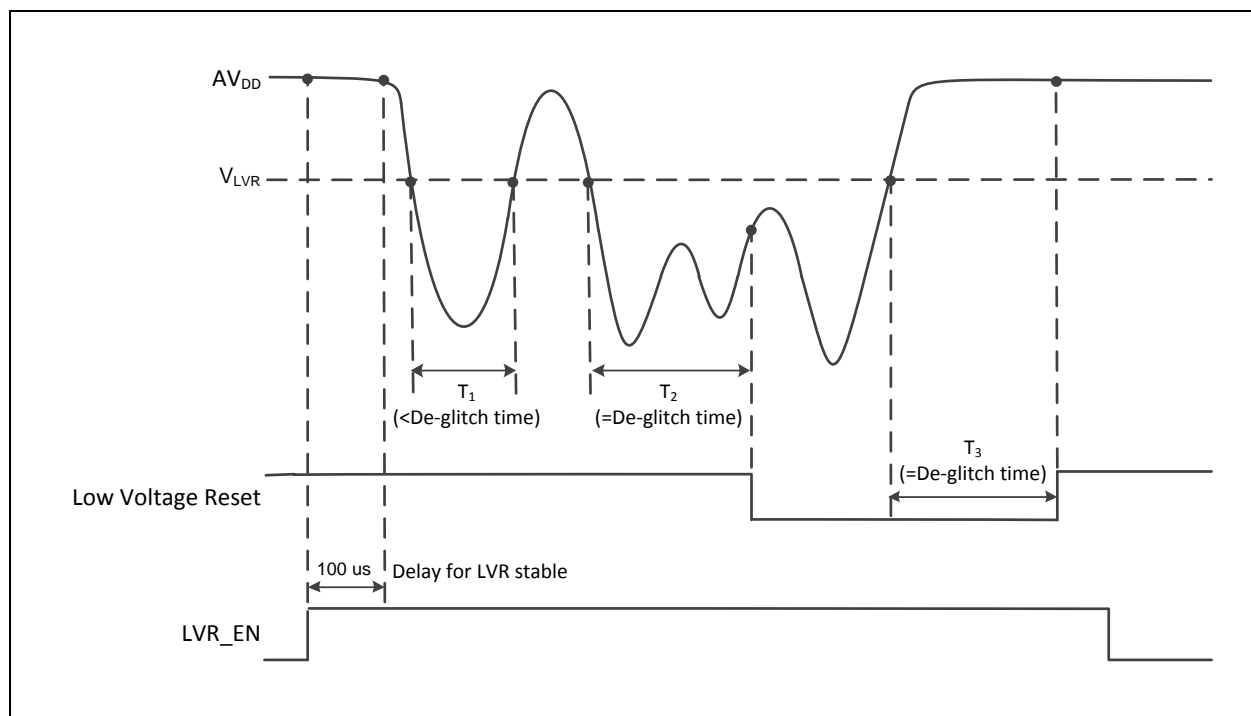 AVDD
VLVR
T1
(<De-glitch time)
T2
(=De-glitch time)
T3
(=De-glitch time)
Low Voltage Reset
100 us
Delay for LVR stable
LVR_EN